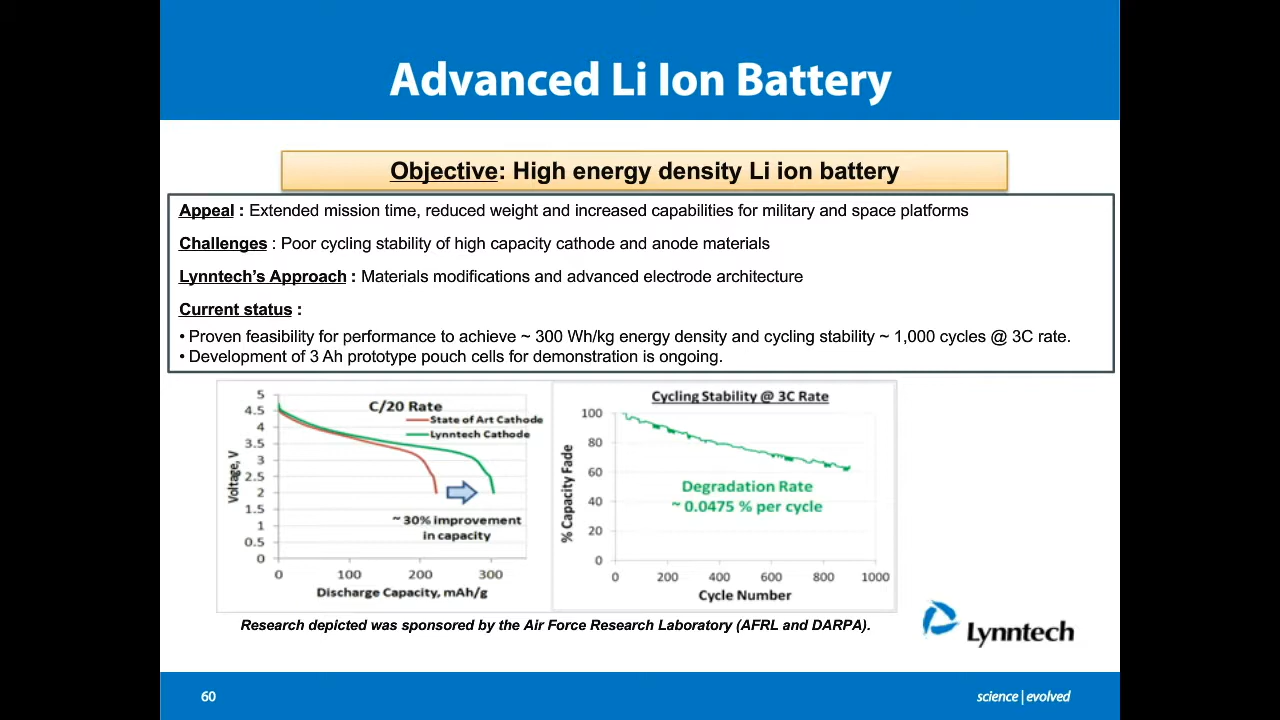 Advanced Li Ion Battery
Objective: High energy density Li ion battery
Appeal : Extended mission time, reduced weight and increased capabilities for military and space platforms
Challenges : Poor cycling stability of high capacity cathode and anode materials
Lynntech's Approach : Materials modifications and advanced electrode architecture
Current status :
• Proven feasibility for performance to achieve ~ 300 Wh/kg energy density and cycling stability ~ 1,000 cycles @ 3C rate.
• Development of 3 Ah prototype pouch cells for demonstration is ongoing.
C/20 Rate
State of Art Cathode
Lynntech Cathode
Voltage, V
5
4.5
4
3.5
3
2.5
2
1.5
1
0.5
0
~ 30% improvement
in capacity
0 100 200 300
Discharge Capacity, mAh/g
Cycling Stability @ 3C Rate
% Capacity Fade
100
80
60
40
20
0
Degradation Rate
~ 0.0475 % per cycle
0 200 400 600 800 1000
Cycle Number
Research depicted was sponsored by the Air Force Research Laboratory (AFRL and DARPA).
Lynntech
60
science | evolved